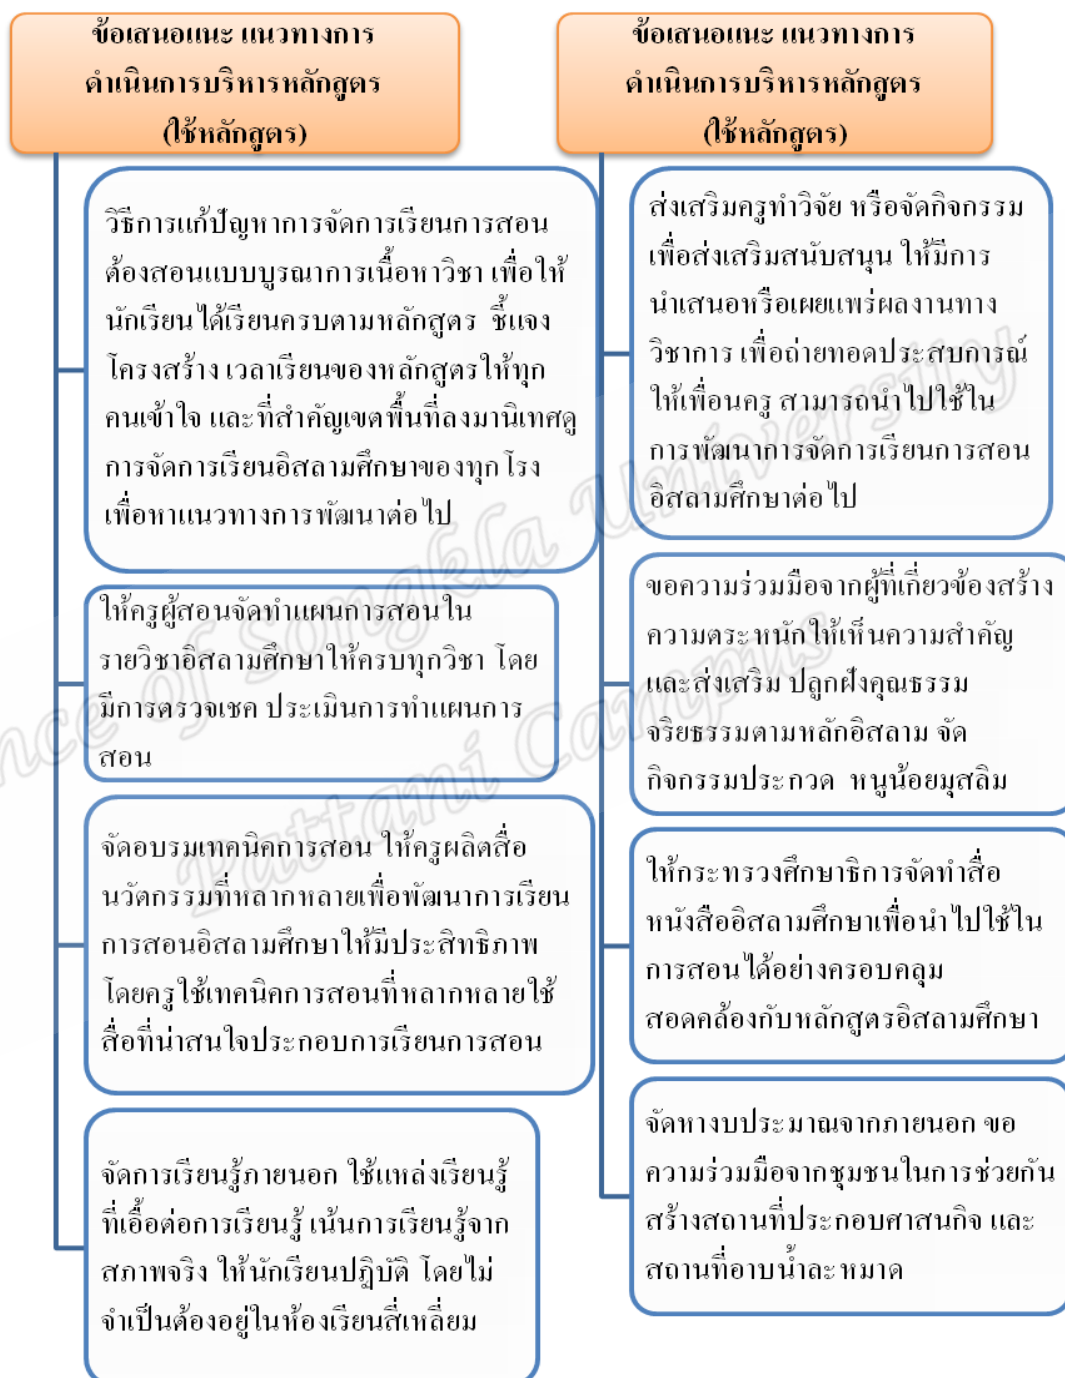 ข้อเสนอแนะ แนวทางการ
ดำเนินการบริหารหลักสูตร
(ใช้หลักสูตร)
วิธีการแก้ปัญหาการจัดการเรียนการสอน
ต้องสอนแบบบูรณาการเนื้อหาวิชา เพื่อให้
นักเรียนได้เรียนครบตามหลักสูตร ชี้แจง
โครงสร้าง เวลาเรียนของหลักสูตรให้ทุก
คนเข้าใจ และที่สำคัญเขตพื้นที่ลงมานิเทศดู
การจัดการเรียนอิสลามศึกษาของทุกโรง
เพื่อหาแนวทางการพัฒนาต่อไป
ให้ครูผู้สอนจัดทำแผนการสอนใน
รายวิชาอิสลามศึกษาให้ครบทุกวิชา โดย
มีการตรวจเชค ประเมินการทำแผนการ
สอน
จัดอบรมเทคนิคการสอน ให้ครูผลิตสื่อ
นวัตกรรมที่หลากหลายเพื่อพัฒนาการเรียน
การสอนอิสลามศึกษาให้มีประสิทธิภาพ
โดยครูใช้เทคนิคการสอนที่หลากหลายใช้
สื่อที่น่าสนใจประกอบการเรียนการสอน
จัดการเรียนรู้ภายนอก ใช้แหล่งเรียนรู้
ที่เอื้อต่อการเรียนรู้ เน้นการเรียนรู้จาก
สภาพจริง ให้นักเรียนปฏิบัติ โดยไม่
จำเป็นต้องอยู่ในห้องเรียนสี่เหลี่ยม
ข้อเสนอแนะ แนวทางการ
ดำเนินการบริหารหลักสูตร
(ใช้หลักสูตร)
ส่งเสริมครูทำวิจัย หรือจัดกิจกรรม
เพื่อส่งเสริมสนับสนุน ให้มีการ
นำเสนอหรือเผยแพร่ผลงานทาง
วิชาการ เพื่อถ่ายทอดประสบการณ์
ให้เพื่อนครู สามารถนำไปใช้ใน
การพัฒนาการจัดการเรียนการสอน
อิสลามศึกษาต่อไป
ขอความร่วมมือจากผู้ที่เกี่ยวข้องสร้าง
ความตระหนักให้เห็นความสำคัญ
และส่งเสริม ปลูกฝังคุณธรรม
จริยธรรมตามหลักอิสลาม จัด
กิจกรรมประกวด หนูน้อยมุสลิม
ให้กระทรวงศึกษาธิการจัดทำสื่อ
หนังสืออิสลามศึกษาเพื่อนำไปใช้ใน
การสอนได้อย่างครอบคลุม
สอดคล้องกับหลักสูตรอิสลามศึกษา
จัดหางบประมาณจากภายนอก ขอ
ความร่วมมือจากชุมชนในการช่วยกัน
สร้างสถานที่ประกอบศาสนกิจ และ
สถานที่อาบน้ำละหมาด
nce of Songkla University
Pattani Campus